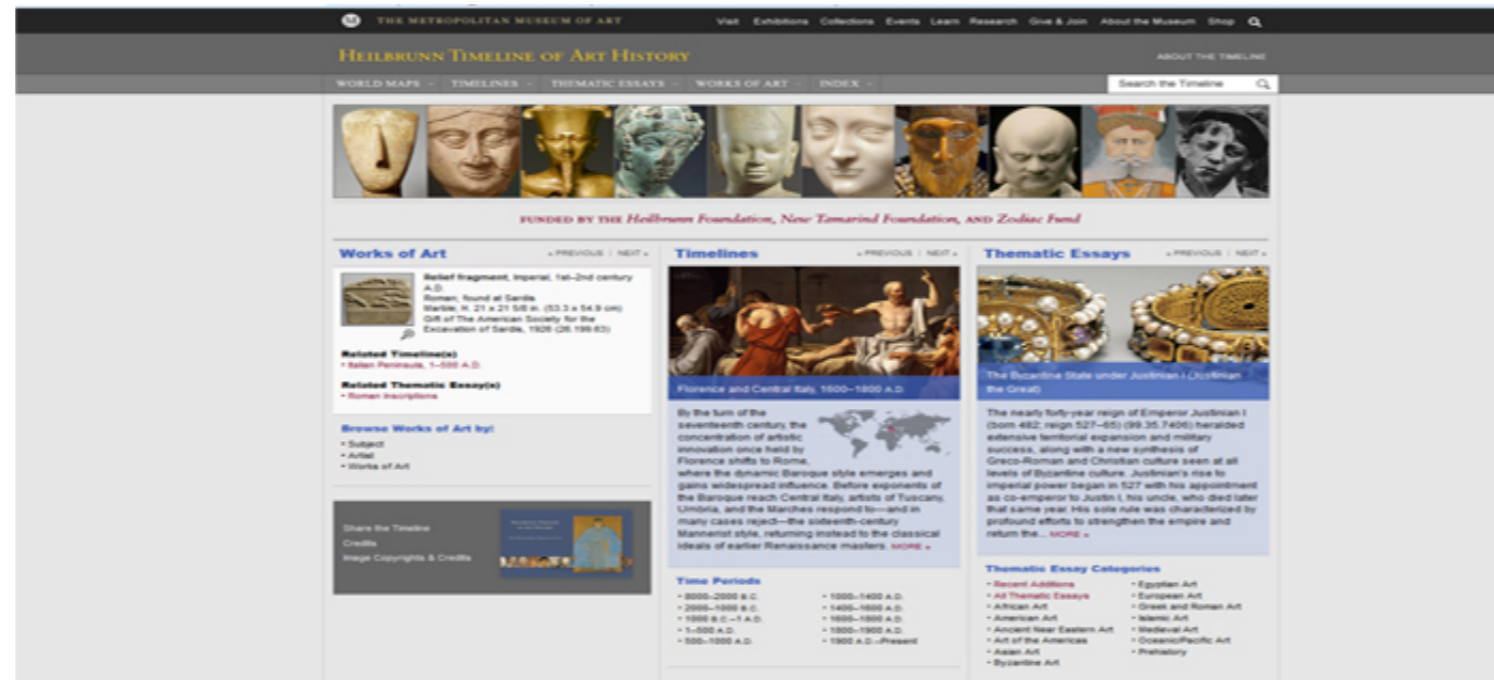 THE METROPOLITAN MUSEUM OF ART
Visit Exhibitions Collections Events Learn Research Give & Join About the Museum Shop
HEILBRUNN TIMELINE OF ART HISTORY
ABOUT THE TIMELINE
WORLD MAPS TIMELINES THEMATIC ESSAYS WORKS OF ART INDEX
Search the Timeline
FUNDED BY THE Heilbrunn Foundation, New Tamarind Foundation, AND Zodiac Fund
Works of Art
« PREVIOUS | NEXT »
Relief fragment, Imperial, 1st–2nd century
A.D.
Roman; found at Sardis
Marble; H. 21 x 21 5/8 in. (53.3 x 54.9 cm)
Gift of The American Society for the
Excavation of Sardis, 1926 (26.199.63)
Related Timeline(s)
• Italian Peninsula, 1–500 A.D.
Related Thematic Essay(s)
• Roman Inscriptions
Browse Works of Art by:
• Subject
• Artist
• Works of Art
Share the Timeline
Credits
Image Copyrights & Credits
Timelines
« PREVIOUS | NEXT »
Florence and Central Italy, 1600–1800 A.D.
By the turn of the
seventeenth century, the
concentration of artistic
innovation once held by
Florence shifts to Rome,
where the dynamic Baroque style emerges and
gains widespread influence. Before exponents of
the Baroque reach Central Italy, artists of Tuscany,
Umbria, and the Marches respond to—and in
many cases reject—the sixteenth-century
Mannerist style, returning instead to the classical
ideals of earlier Renaissance masters. MORE »
Time Periods
• 8000–2000 B.C.
• 2000–1000 B.C.
• 1000 B.C.–1 A.D.
• 1–500 A.D.
• 500–1000 A.D.
• 1000–1400 A.D.
• 1400–1600 A.D.
• 1600–1800 A.D.
• 1800–1900 A.D.
• 1900 A.D.–Present
Thematic Essays
« PREVIOUS | NEXT »
The Byzantine State under Justinian I (Justinian
the Great)
The nearly forty-year reign of Emperor Justinian I
(born 482; reign 527–65) (99.35.7406) heralded
extensive territorial expansion and military
success, along with a new synthesis of
Greco-Roman and Christian culture seen at all
levels of Byzantine culture. Justinian's rise to
imperial power began in 527 with his appointment
as co-emperor to Justin I, his uncle, who died later
that same year. His sole rule was characterized by
profound efforts to strengthen the empire and
return the... MORE »
Thematic Essay Categories
• Recent Additions
• All Thematic Essays
• African Art
• American Art
• Ancient Near Eastern Art
• Art of the Americas
• Asian Art
• Byzantine Art
• Egyptian Art
• European Art
• Greek and Roman Art
• Islamic Art
• Medieval Art
• Oceanic/Pacific Art
• Prehistory